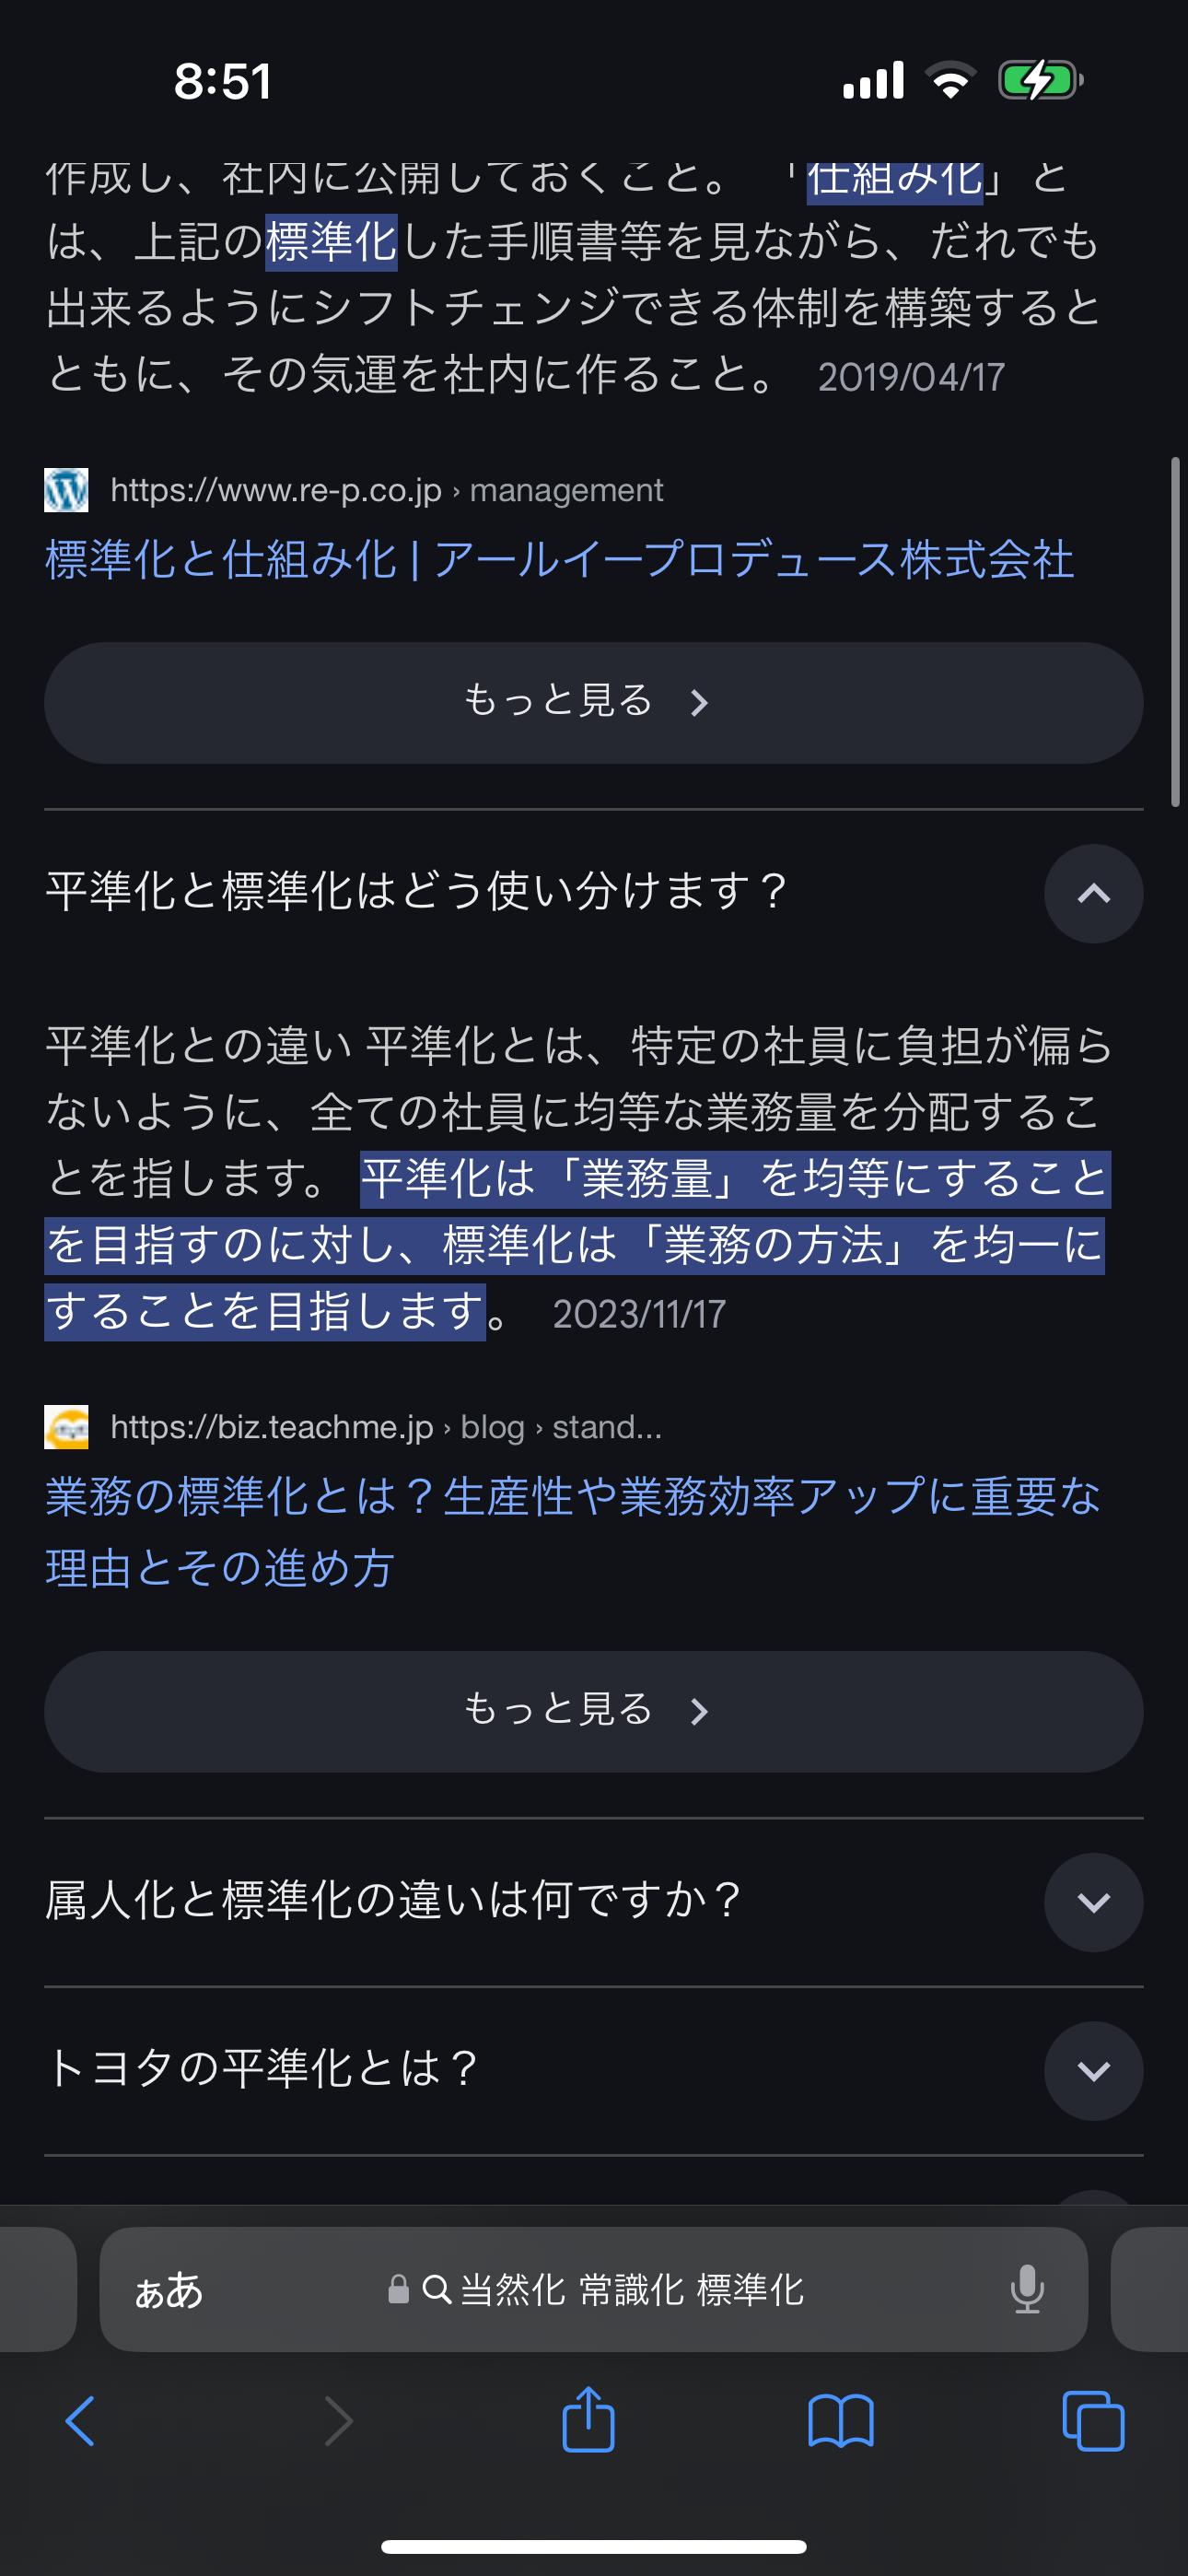 8:51
作成し、社内に公開しておくこと。 「仕組み化」と
は、上記の標準化した手順書等を見ながら、だれでも
出来るようにシフトチェンジできる体制を構築すると
ともに、その気運を社内に作ること。 2019/04/17
https://www.re-p.co.jp › management
標準化と仕組み化 | アールイープロデュース株式会社
もっと見る
平準化と標準化はどう使い分けます？
平準化との違い 平準化とは、特定の社員に負担が偏ら
ないように、全ての社員に均等な業務量を分配するこ
とを指します。 平準化は「業務量」を均等にすること
を目指すのに対し、標準化は「業務の方法」を均一に
することを目指します。 2023/11/17
https://biz.teachme.jp › blog › stand...
業務の標準化とは？生産性や業務効率アップに重要な
理由とその進め方
もっと見る
属人化と標準化の違いは何ですか？
トヨタの平準化とは？
ああ 当然化 常識化 標準化